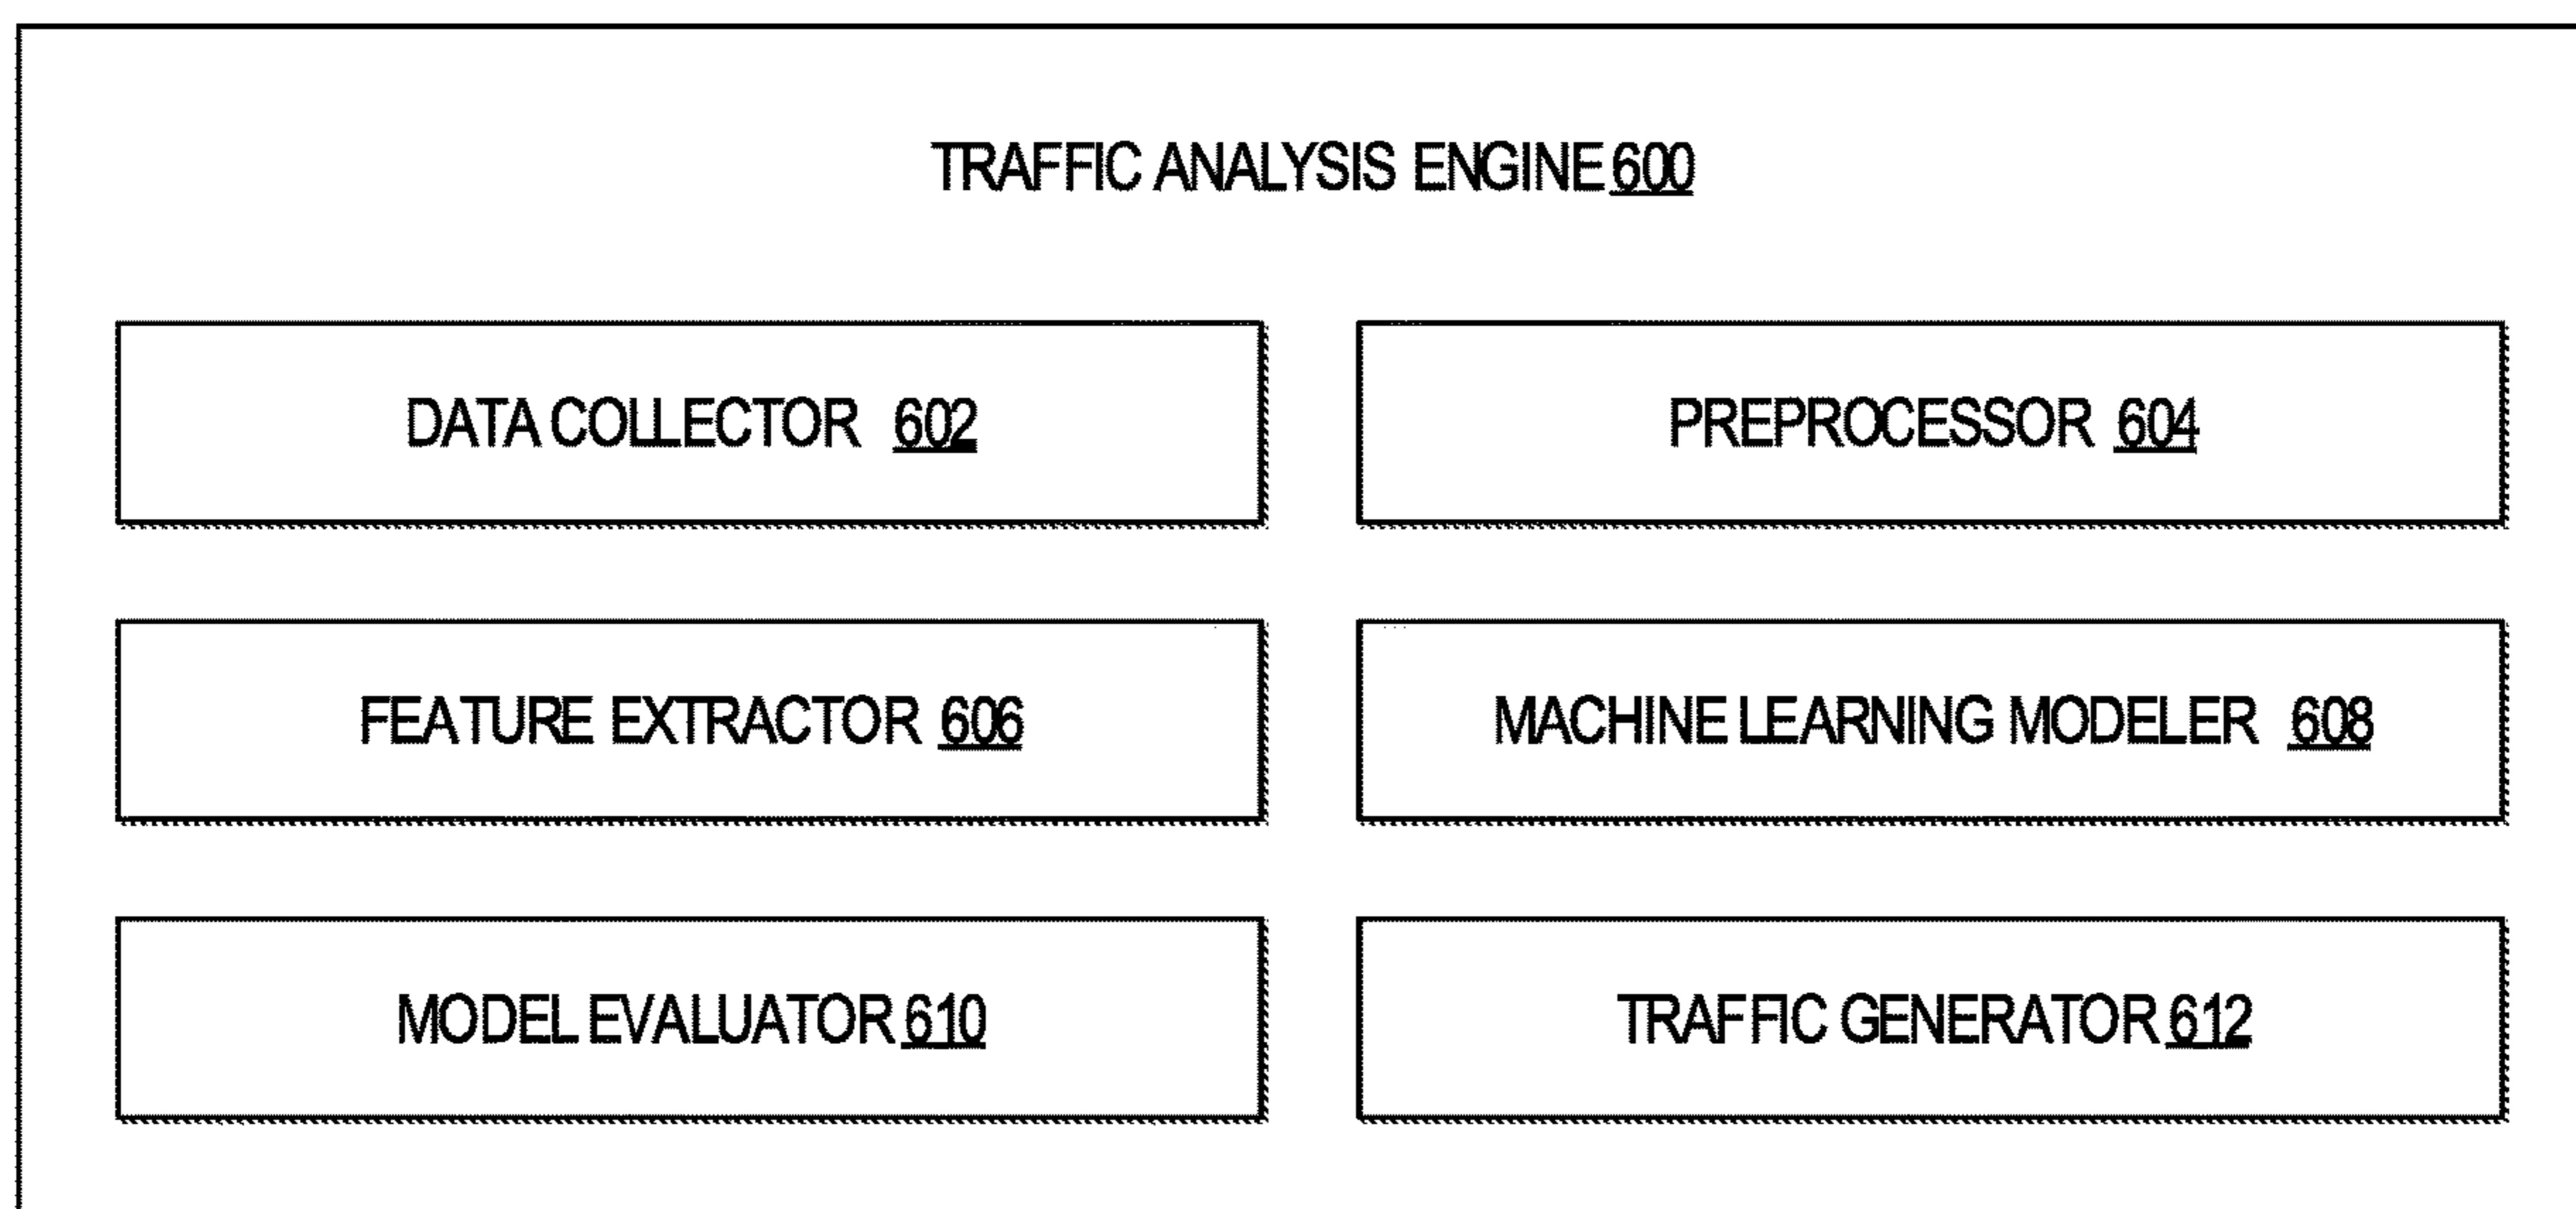 TRAFFIC ANALYSIS ENGINE 600
DATA COLLECTOR 602
PREPROCESSOR 604
FEATURE EXTRACTOR 606
MACHINE LEARNING MODELER 608
MODEL EVALUATOR 610
TRAFFIC GENERATOR 612